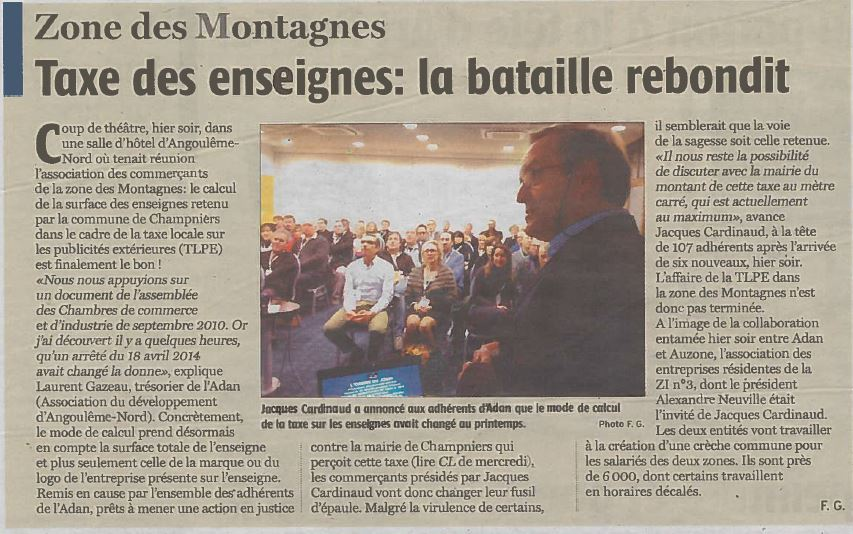 Zone des Montagnes
Taxe des enseignes: la bataille rebondit
Coup de théâtre, hier soir, dans
une salle d'hôtel d'Angoulême-
Nord où tenait réunion
l'association des commerçants
de la zone des Montagnes: le calcul
de la surface des enseignes retenu
par la commune de Champniers
dans le cadre de la taxe locale sur
les publicités extérieures (TLPE)
est finalement le bon !
«Nous nous appuyions sur
un document de l'assemblée
des Chambres de commerce
et d'industrie de septembre 2010. Or
j'ai découvert il y a quelques heures,
qu'un arrêté du 18 avril 2014
avait changé la donne», explique
Laurent Gazeau, trésorier de l'Adan
(Association du développement
d'Angoulême-Nord). Concrètement,
le mode de calcul prend désormais
en compte la surface totale de l'enseigne
et plus seulement celle de la marque ou du
logo de l'entreprise présente sur l'enseigne.
Remis en cause par l'ensemble des adhérents
de l'Adan, prêts à mener une action en justice
Jacques Cardinaud a annoncé aux adhérents d'Adan que le mode de calcul
de la taxe sur les enseignes avait changé au printemps.
Photo F. G.
contre la mairie de Champniers qui
perçoit cette taxe (lire CL de mercredi),
les commerçants présidés par Jacques
Cardinaud vont donc changer leur fusil
d'épaule. Malgré la virulence de certains,
il semblerait que la voie
de la sagesse soit celle retenue.
«Il nous reste la possibilité
de discuter avec la mairie du
montant de cette taxe au mètre
carré, qui est actuellement
au maximum», avance
Jacques Cardinaud, à la tête
de 107 adhérents après l'arrivée
de six nouveaux, hier soir.
L'affaire de la TLPE dans
la zone des Montagnes n'est
donc pas terminée.
A l'image de la collaboration
entamée hier soir entre Adan
et Auzone, l'association des
entreprises résidentes de la
ZI n°3, dont le président
Alexandre Neuville était
l'invité de Jacques Cardinaud.
Les deux entités vont travailler
à la création d'une crèche commune pour
les salariés des deux zones. Ils sont près
de 6 000, dont certains travaillent
en horaires décalés.
F. G.